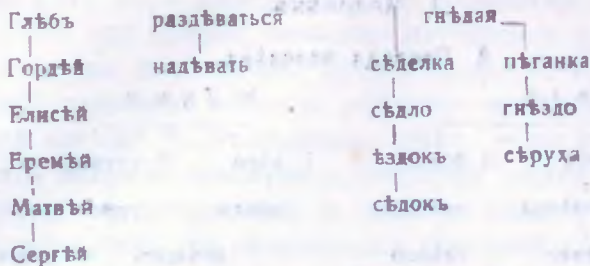 Глѣбъ раздѣваться гнѣдая
Гордѣй надѣвать сѣделка пѣганка
Елисѣй сѣдло гнѣздо
Еремѣй ѣздокъ сѣруха
Матвѣй сѣдокъ
Сергѣй